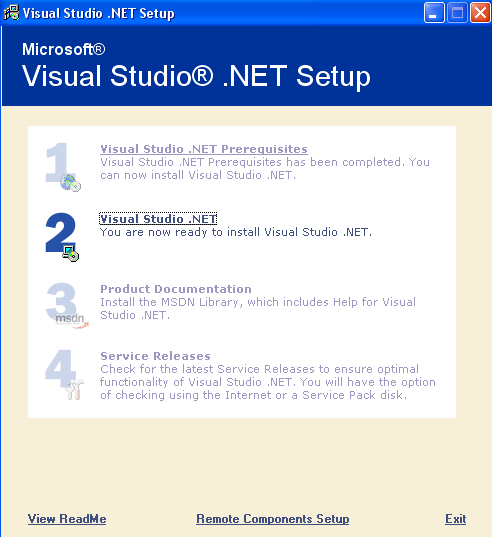 Visual Studio .NET Setup
Microsoft®
Visual Studio® .NET Setup
1
Visual Studio .NET Prerequisites
Visual Studio .NET Prerequisites has been completed. You
can now install Visual Studio .NET.
2
Visual Studio .NET
You are now ready to install Visual Studio .NET.
3
msdn
Product Documentation
Install the MSDN Library, which includes Help for Visual
Studio .NET.
4
Service Releases
Check for the latest Service Releases to ensure optimal
functionality of Visual Studio .NET. You will have the option
of checking using the Internet or a Service Pack disk.
View ReadMe
Remote Components Setup
Exit